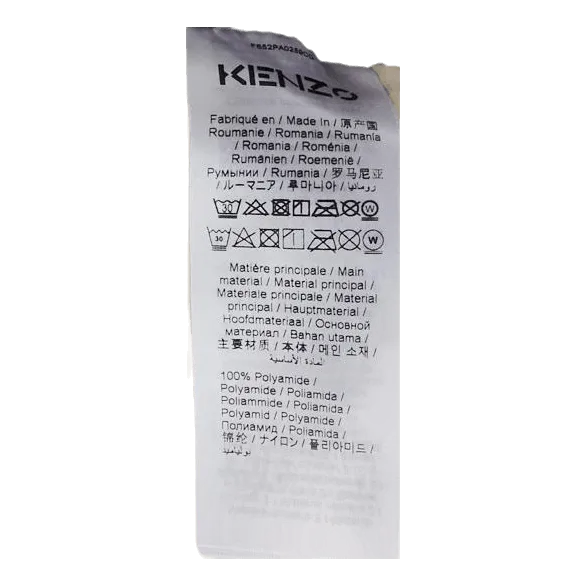 KENZO
Fabriqué en / Made In / 原产国
Roumanie / Romania / Rumanía
/ Romania / Roménia /
Rumänien / Roemenië /
Румынии / Rumania / 罗马尼亚
/ ルーマニア / 루마니아 / رومانيا
30 W
30 W
Matière principale / Main
material / Material principal /
Materiale principale / Material
principal / Hauptmaterial /
Hoofdmateriaal / Основной
материал / Bahan utama /
主要材质 / 本体 / 메인 소재 /
المادة الأساسية
100% Polyamide /
Polyamide / Poliamida /
Poliammide / Poliamida /
Polyamid / Polyamide /
Полиамид / Poliamida /
锦纶 / ナイロン / 폴리아미드 /
بولياميد